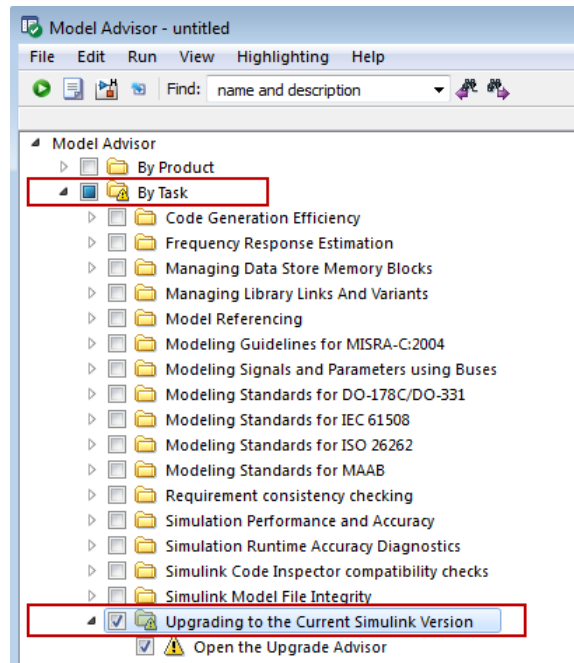 Model Advisor - untitled
File Edit Run View Highlighting Help
Find: name and description
Model Advisor
By Product
By Task
Code Generation Efficiency
Frequency Response Estimation
Managing Data Store Memory Blocks
Managing Library Links And Variants
Model Referencing
Modeling Guidelines for MISRA-C:2004
Modeling Signals and Parameters using Buses
Modeling Standards for DO-178C/DO-331
Modeling Standards for IEC 61508
Modeling Standards for ISO 26262
Modeling Standards for MAAB
Requirement consistency checking
Simulation Performance and Accuracy
Simulation Runtime Accuracy Diagnostics
Simulink Code Inspector compatibility checks
Simulink Model File Integrity
Upgrading to the Current Simulink Version
Open the Upgrade Advisor